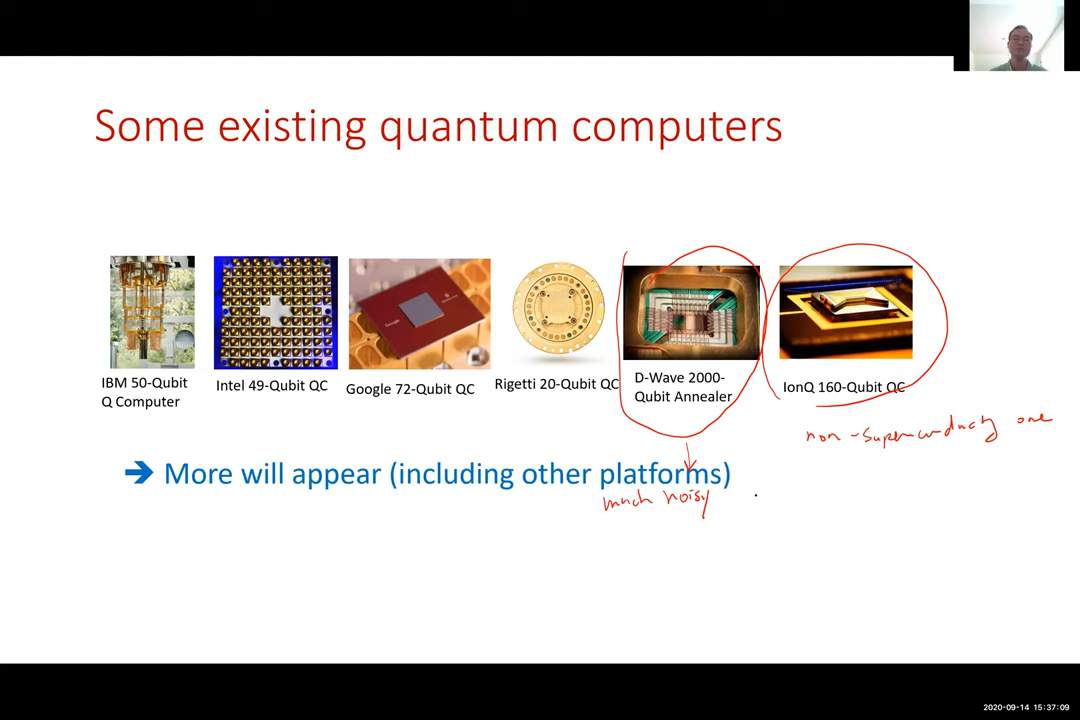 Some existing quantum computers
Google
IBM 50-Qubit
Q Computer
Intel 49-Qubit QC
Google 72-Qubit QC
Rigetti 20-Qubit QC
D-Wave 2000-
Qubit Annealer
IonQ 160-Qubit QC
non-superconducty one
➔ More will appear (including other platforms)
much noisy
2020-09-14 15:37:09